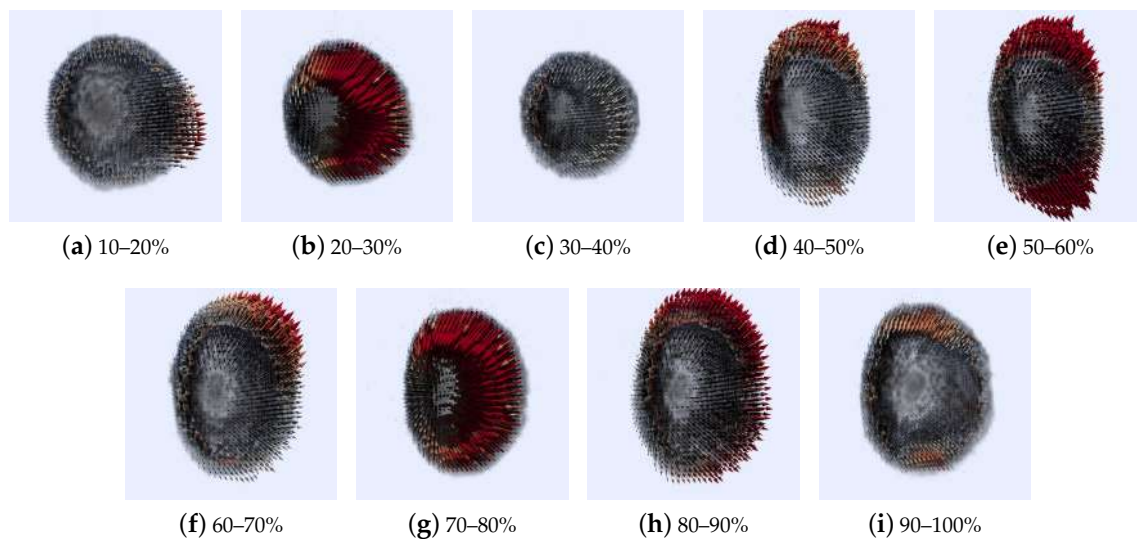 (a) 10–20%
(b) 20–30%
(c) 30–40%
(d) 40–50%
(e) 50–60%
(f) 60–70%
(g) 70–80%
(h) 80–90%
(i) 90–100%